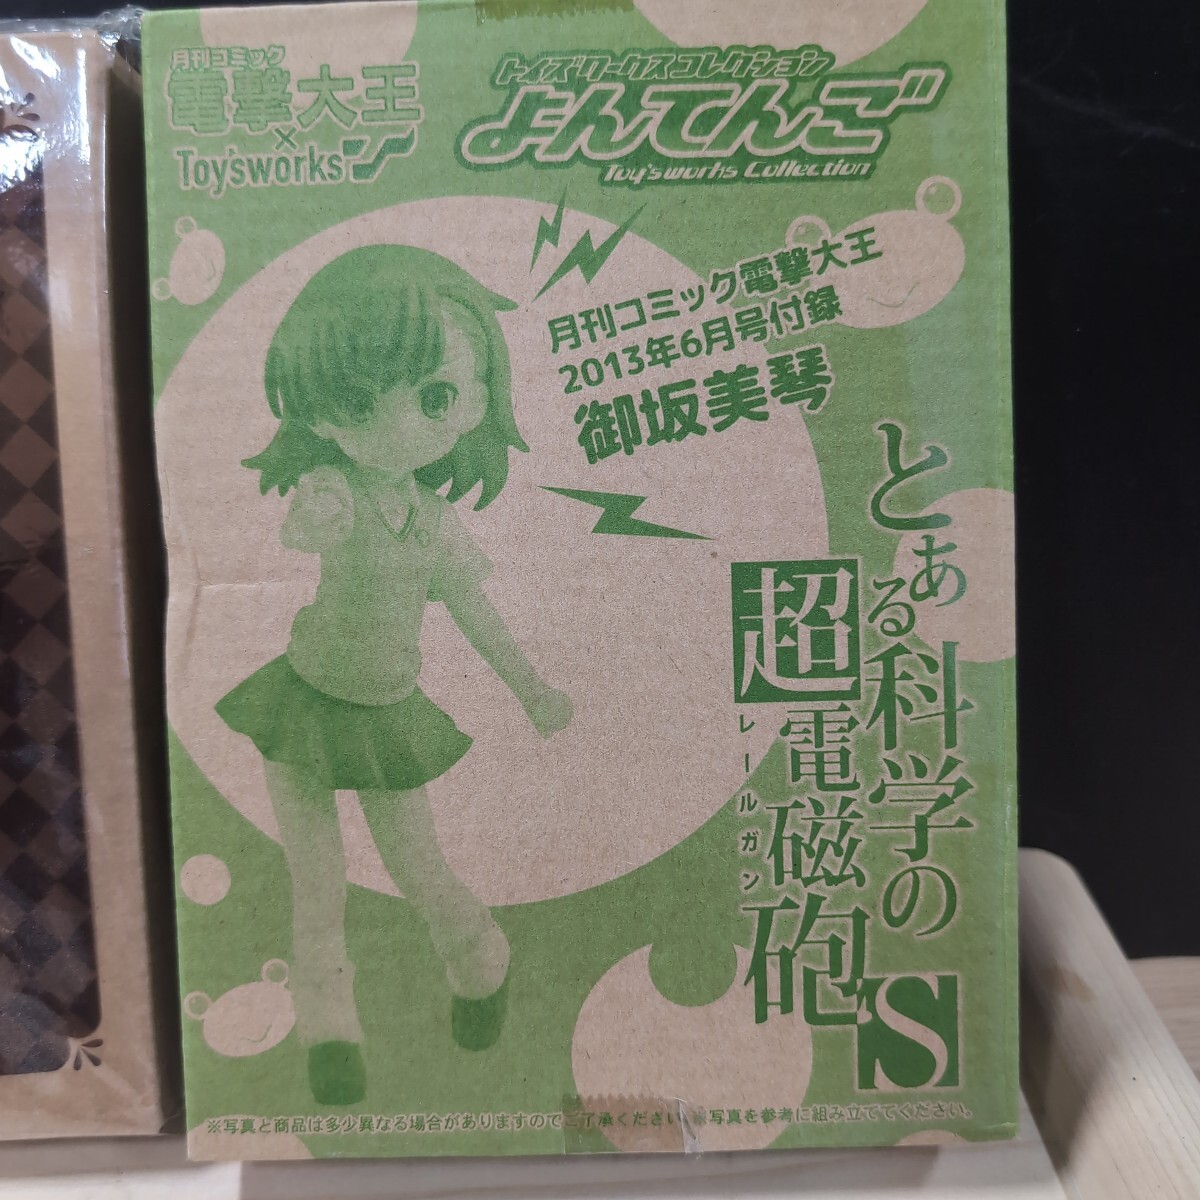 月刊コミック
電撃大王
×
Toy'sworks
トイズワークスコレクション
よんてんご
Toy'sworks Collection
月刊コミック電撃大王
2013年6月号付録
御坂美琴
とある科学の
超電磁砲S
レールガン
※写真と商品は多少異なる場合がありますのでご了承ください。※写真を参考に組み立ててください。